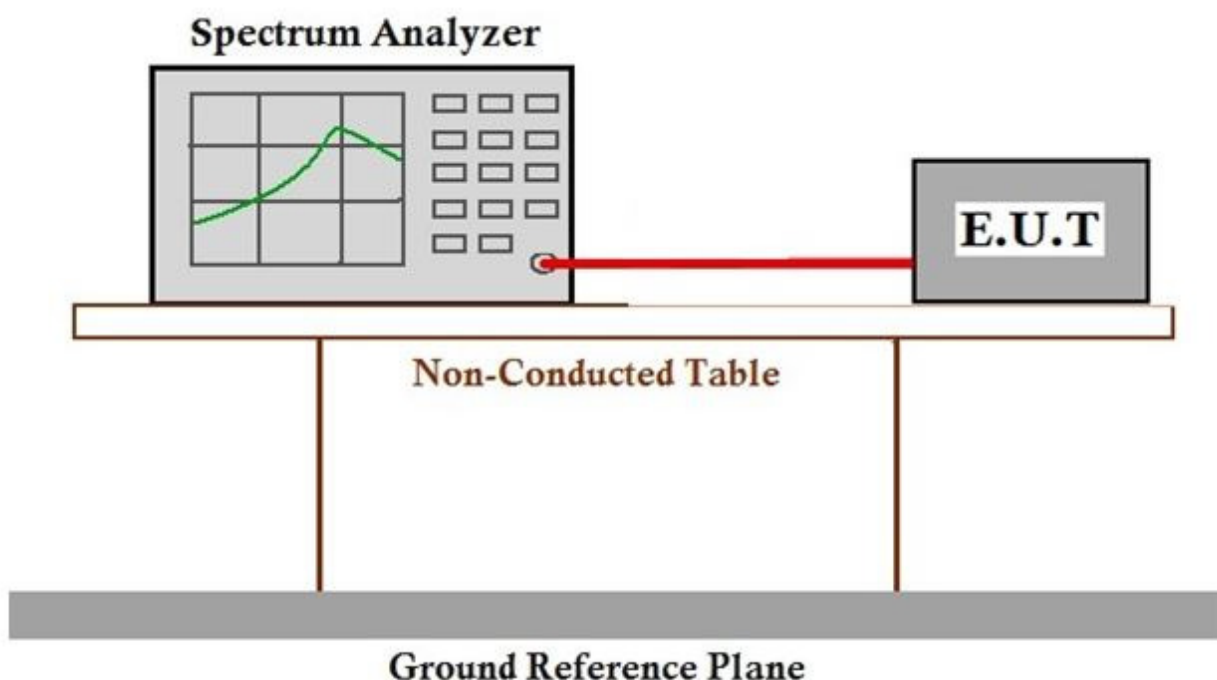 Spectrum Analyzer
E.U.T
Non-Conducted Table
Ground Reference Plane